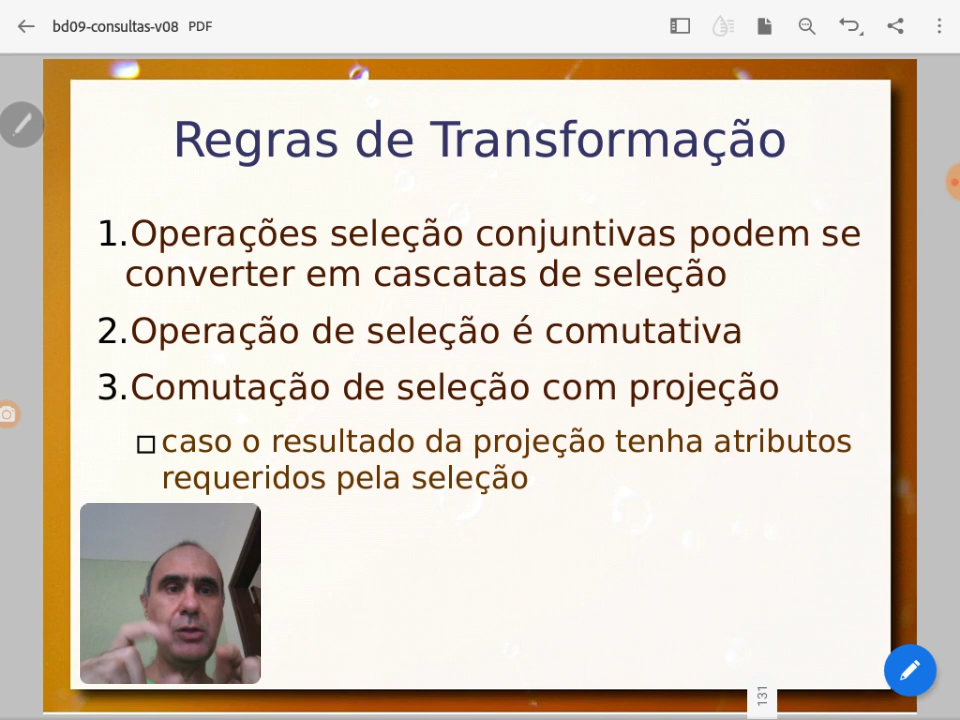 bd09-consultas-v08 PDF
Regras de Transformação
1.Operações seleção conjuntivas podem se
converter em cascatas de seleção
2.Operação de seleção é comutativa
3.Comutação de seleção com projeção
caso o resultado da projeção tenha atributos
requeridos pela seleção
131